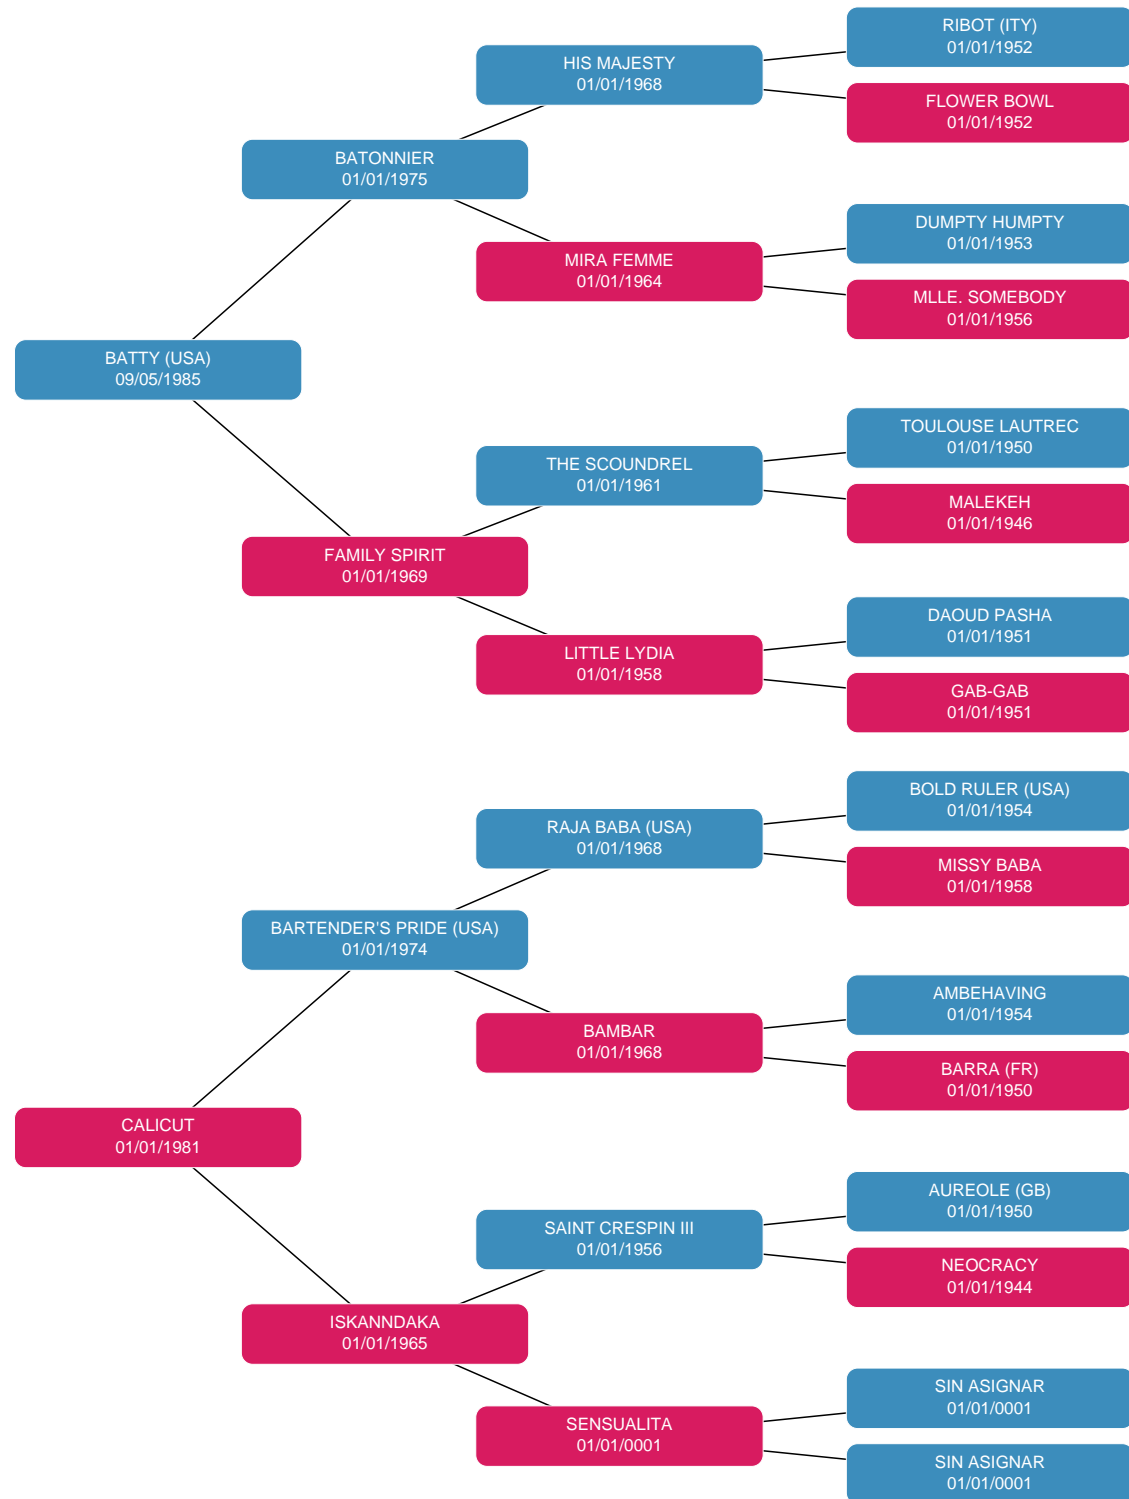 RIBOT (ITY)
01/01/1952
HIS MAJESTY
01/01/1968
FLOWER BOWL
01/01/1952
BATONNIER
01/01/1975
DUMPTY HUMPTY
01/01/1953
MIRA FEMME
01/01/1964
MLLE. SOMEBODY
01/01/1956
BATTY (USA)
09/05/1985
TOULOUSE LAUTREC
01/01/1950
THE SCOUNDREL
01/01/1961
MALEKEH
01/01/1946
FAMILY SPIRIT
01/01/1969
DAOUD PASHA
01/01/1951
LITTLE LYDIA
01/01/1958
GAB-GAB
01/01/1951
BOLD RULER (USA)
01/01/1954
RAJA BABA (USA)
01/01/1968
MISSY BABA
01/01/1958
BARTENDER'S PRIDE (USA)
01/01/1974
AMBEHAVING
01/01/1954
BAMBAR
01/01/1968
BARRA (FR)
01/01/1950
CALICUT
01/01/1981
AUREOLE (GB)
01/01/1950
SAINT CRESPIN III
01/01/1956
NEOCRACY
01/01/1944
ISKANNDAKA
01/01/1965
SIN ASIGNAR
01/01/0001
SENSUALITA
01/01/0001
SIN ASIGNAR
01/01/0001